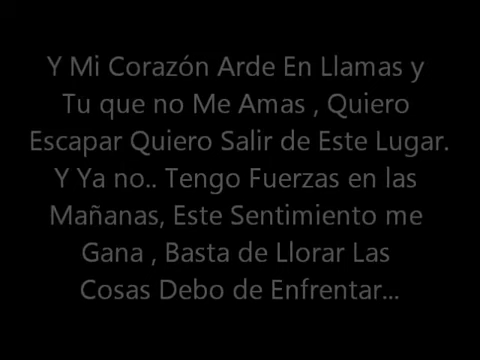 Y Mi Corazón Arde En Llamas y
Tu que no Me Amas , Quiero
Escapar Quiero Salir de Este Lugar.
Y Ya no.. Tengo Fuerzas en las
Mañanas, Este Sentimiento me
Gana , Basta de Llorar Las
Cosas Debo de Enfrentar...